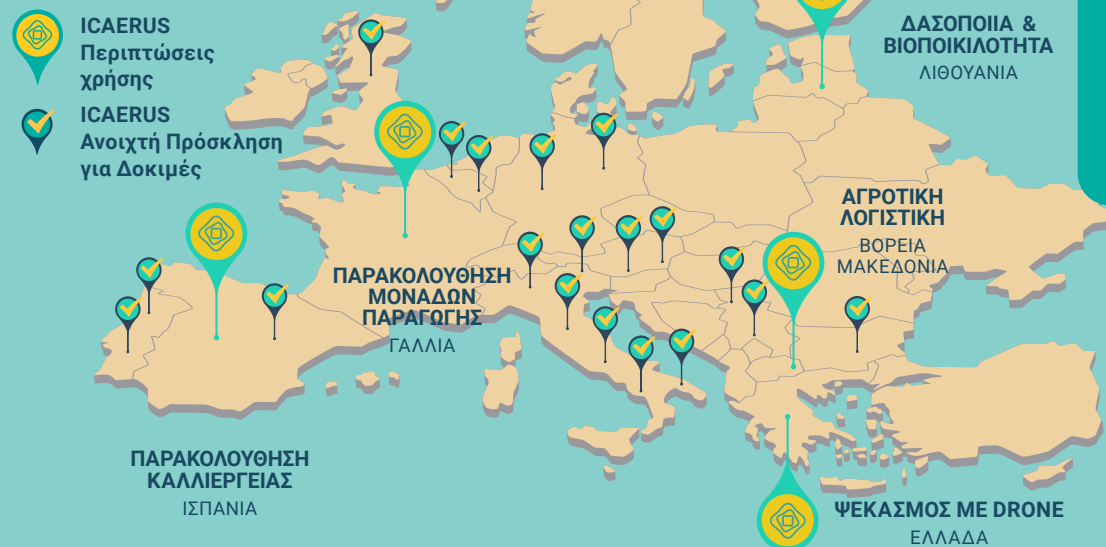 ICAERUS
Περιπτώσεις
χρήσης
ICAERUS
Ανοιχτή Πρόσκληση
για Δοκιμές
ΔΑΣΟΠΟΙΙΑ &
ΒΙΟΠΟΙΚΙΛΟΤΗΤΑ
ΛΙΘΟΥΑΝΙΑ
ΑΓΡΟΤΙΚΗ
ΛΟΓΙΣΤΙΚΗ
ΒΟΡΕΙΑ
ΜΑΚΕΔΟΝΙΑ
ΠΑΡΑΚΟΛΟΥΘΗΣΗ
ΜΟΝΑΔΩΝ
ΠΑΡΑΓΩΓΗΣ
ΓΑΛΛΙΑ
ΠΑΡΑΚΟΛΟΥΘΗΣΗ
ΚΑΛΛΙΕΡΓΕΙΑΣ
ΙΣΠΑΝΙΑ
ΨΕΚΑΣΜΟΣ ΜΕ DRONE
ΕΛΛΑΔΑ